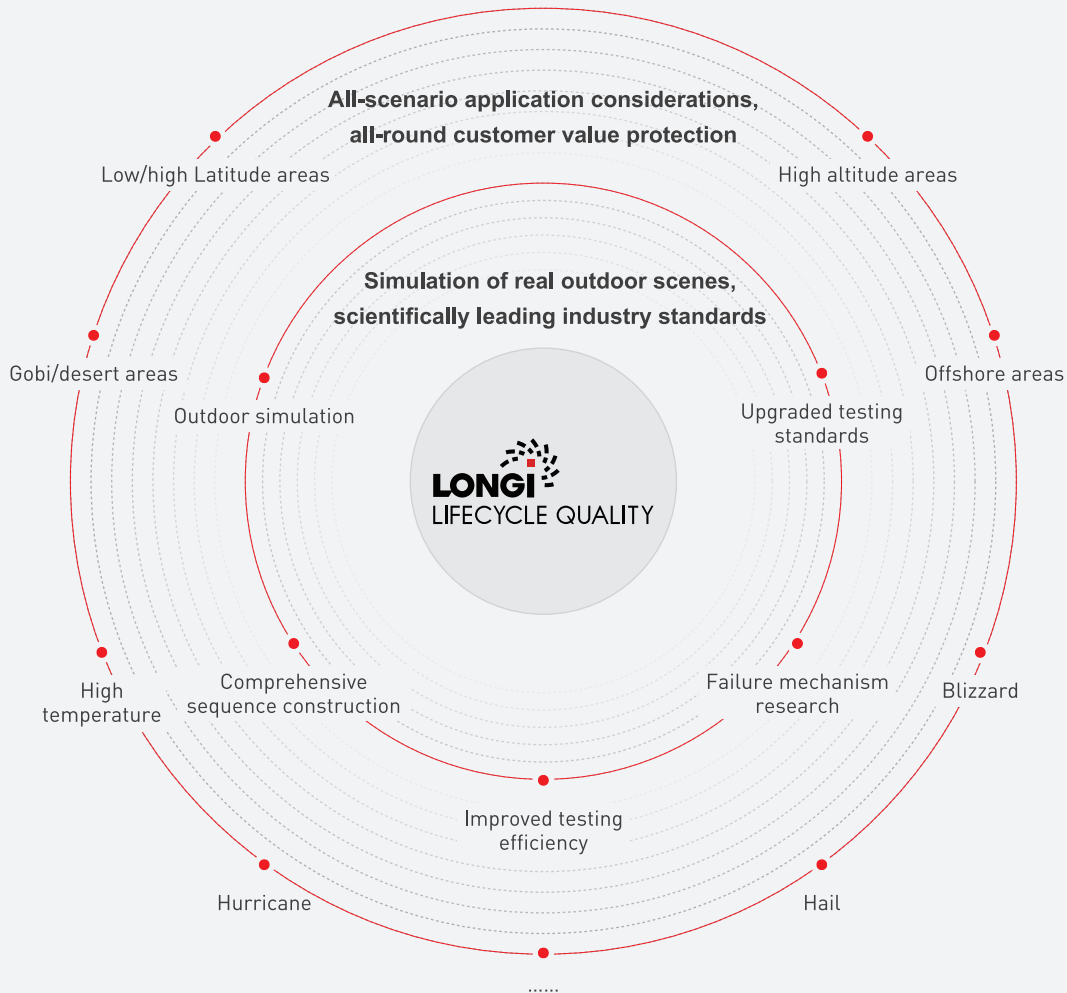 All-scenario application considerations,
all-round customer value protection
Low/high Latitude areas
High altitude areas
Simulation of real outdoor scenes,
scientifically leading industry standards
Gobi/desert areas
Offshore areas
Outdoor simulation
Upgraded testing
standards
LONGI
LIFECYCLE QUALITY
High
temperature
Comprehensive
sequence construction
Failure mechanism
research
Blizzard
Improved testing
efficiency
Hurricane
Hail
......